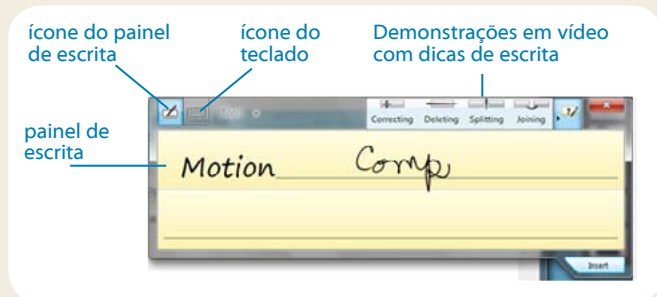 ícone do painel
de escrita
ícone do
teclado
Demonstrações em vídeo
com dicas de escrita
painel de
escrita
Tools
Correcting Deleting Splitting Joining
Motion Comp
Insert